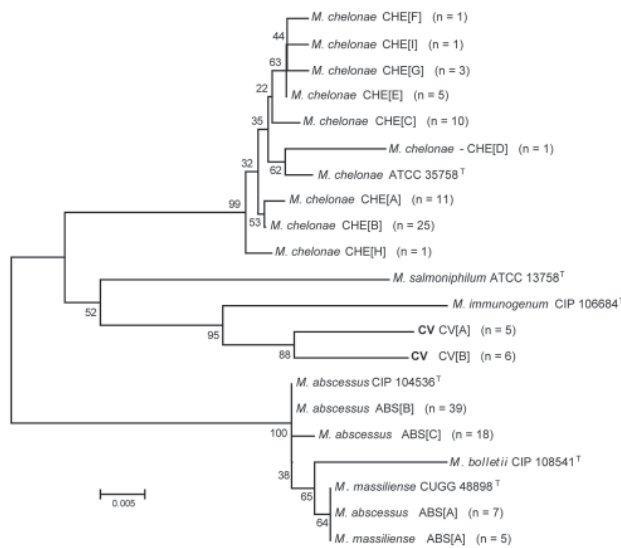 M. chelonae CHE[F] (n = 1)
44
M. chelonae CHE[I] (n = 1)
63
M. chelonae CHE[G] (n = 3)
22
M. chelonae CHE[E] (n = 5)
35
M. chelonae CHE[C] (n = 10)
M. chelonae - CHE[D] (n = 1)
32
62
M. chelonae ATCC 35758ᵀ
99
M. chelonae CHE[A] (n = 11)
53
M. chelonae CHE[B] (n = 25)
M. chelonae CHE[H] (n = 1)
M. salmoniphilum ATCC 13758ᵀ
52
M. immunogenum CIP 106684ᵀ
95
CV CV[A] (n = 5)
88
CV CV[B] (n = 6)
M. abscessus CIP 104536ᵀ
M. abscessus ABS[B] (n = 39)
100
M. abscessus ABS[C] (n = 18)
38
M. bolletii CIP 108541ᵀ
65
M. massiliense CUGG 48898ᵀ
0.005
M. abscessus ABS[A] (n = 7)
64
M. massiliense ABS[A] (n = 5)